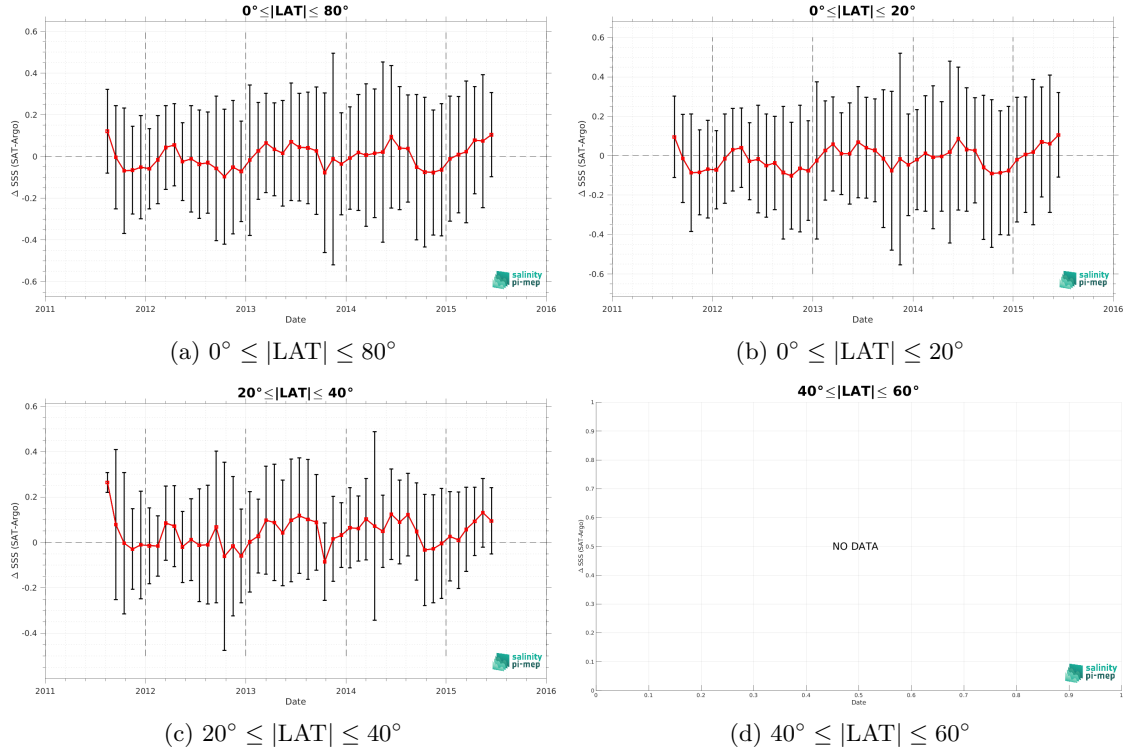 0°≤|LAT|≤ 80°
0.6
0.4
0.2
0
-0.2
-0.4
-0.6
Δ SSS (SAT-Argo)
2011 2012 2013 2014 2015 2016
Date
salinity
pi-mep
(a) 0° ≤ |LAT| ≤ 80°
0°≤|LAT|≤ 20°
0.6
0.4
0.2
0
-0.2
-0.4
-0.6
Δ SSS (SAT-Argo)
2011 2012 2013 2014 2015 2016
Date
salinity
pi-mep
(b) 0° ≤ |LAT| ≤ 20°
20°≤|LAT|≤ 40°
0.6
0.4
0.2
0
-0.2
-0.4
Δ SSS (SAT-Argo)
2011 2012 2013 2014 2015 2016
Date
salinity
pi-mep
(c) 20° ≤ |LAT| ≤ 40°
40°≤|LAT|≤ 60°
1
0.9
0.8
0.7
0.6
0.5
0.4
0.3
0.2
0.1
0
Δ SSS (SAT-Argo)
NO DATA
0 0.1 0.2 0.3 0.4 0.5 0.6 0.7 0.8 0.9 1
Date
salinity
pi-mep
(d) 40° ≤ |LAT| ≤ 60°